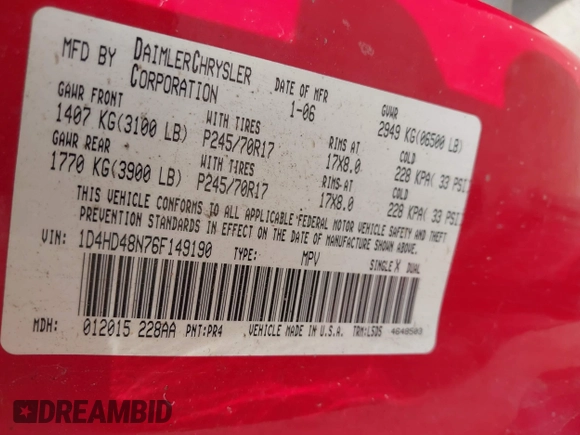 MFD BY DAIMLERCHRYSLER CORPORATION DATE OF MFR 1-06 GVWR 2949 KG(06500 LB)
GAWR FRONT WITH TIRES RIMS AT COLD
1407 KG(3100 LB) P245/70R17 17X8.0 228 KPA( 33 PSI)
GAWR REAR WITH TIRES RIMS AT COLD
1770 KG(3900 LB) P245/70R17 17X8.0 228 KPA( 33 PSI
THIS VEHICLE CONFORMS TO ALL APPLICABLE FEDERAL MOTOR VEHICLE SAFETY AND THEFT
PREVENTION STANDARDS IN EFFECT ON THE DATE OF MANUFACTURE SHOWN ABOVE.
VIN: 1D4HD48N76F149190 TYPE: MPV SINGLE X DUAL
MDH: 012015 228AA PNT:PR4 VEHICLE MADE IN U.S.A. TRM:LSD5 4648503
DREAMBID